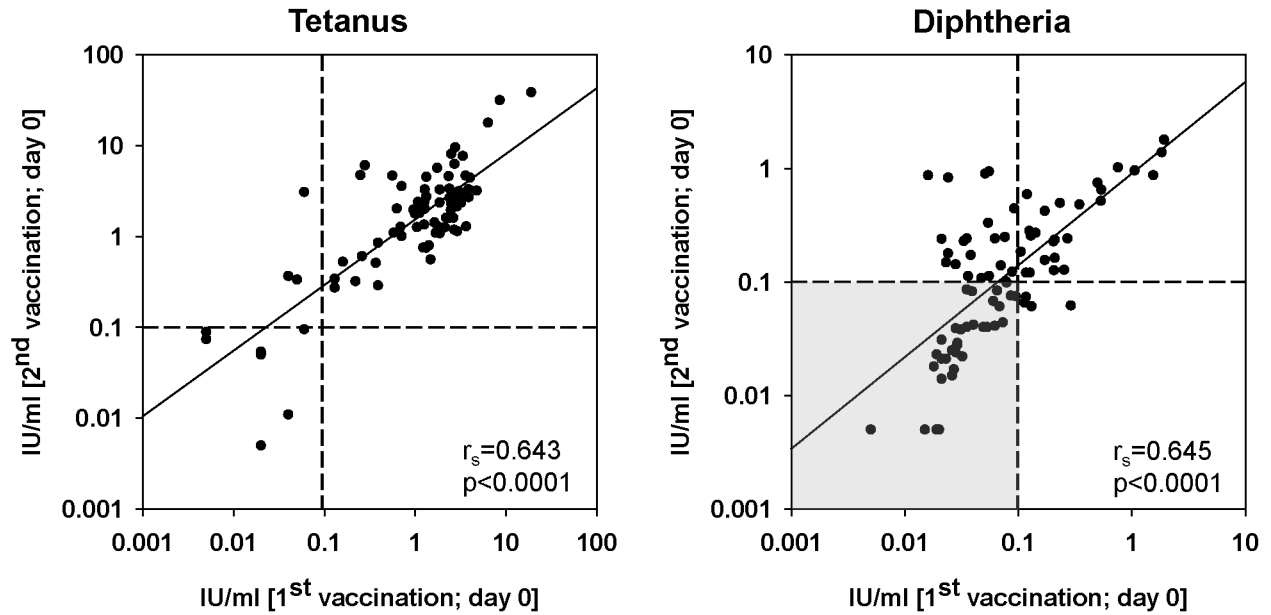 Tetanus
100
10
1
0.1
0.01
0.001
0.001 0.01 0.1 1 10 100
IU/ml [2nd vaccination; day 0]
IU/ml [1st vaccination; day 0]
rs=0.643
p<0.0001
Diphtheria
10
1
0.1
0.01
0.001
0.001 0.01 0.1 1 10
IU/ml [2nd vaccination; day 0]
IU/ml [1st vaccination; day 0]
rs=0.645
p<0.0001